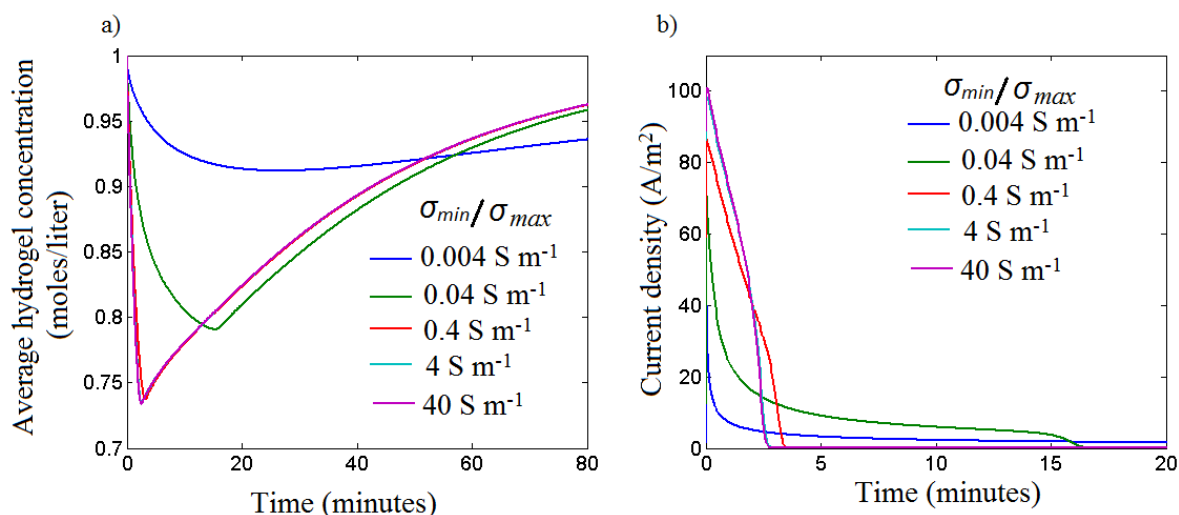 a)
Average hydrogel concentration
(moles/liter)
1
0.95
0.9
0.85
0.8
0.75
0.7
0
20
40
60
80
Time (minutes)
σmin/σmax
0.004 S m-1
0.04 S m-1
0.4 S m-1
4 S m-1
40 S m-1
b)
Current density (A/m2)
100
80
60
40
20
0
0
5
10
15
20
Time (minutes)
σmin/σmax
0.004 S m-1
0.04 S m-1
0.4 S m-1
4 S m-1
40 S m-1